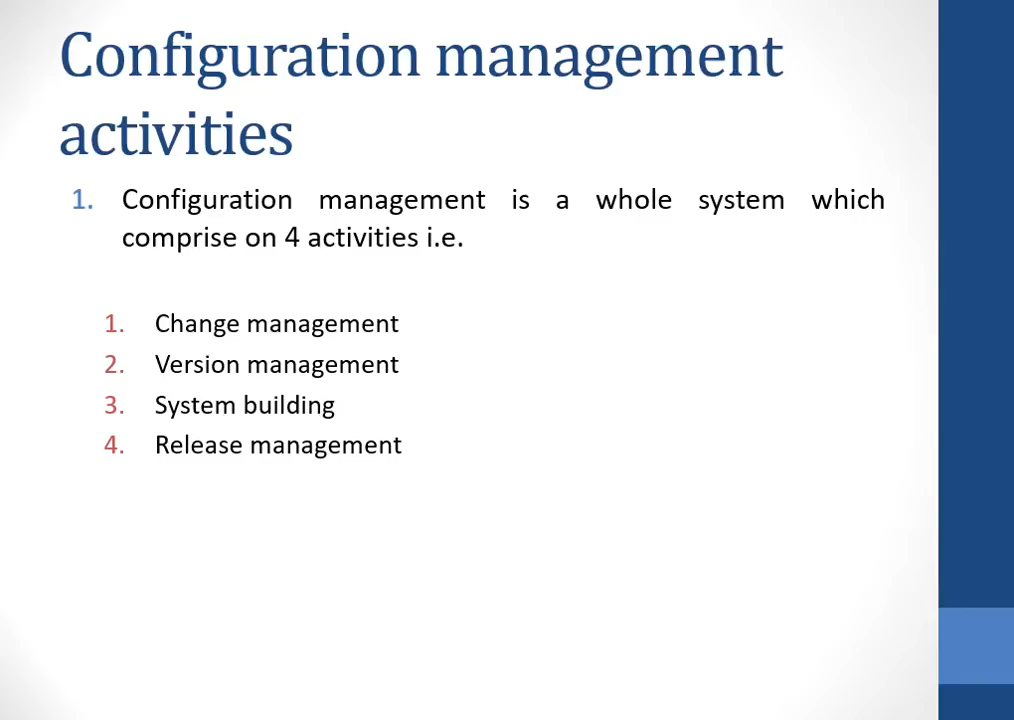 Configuration management
activities
1. Configuration management is a whole system which
comprise on 4 activities i.e.
1. Change management
2. Version management
3. System building
4. Release management